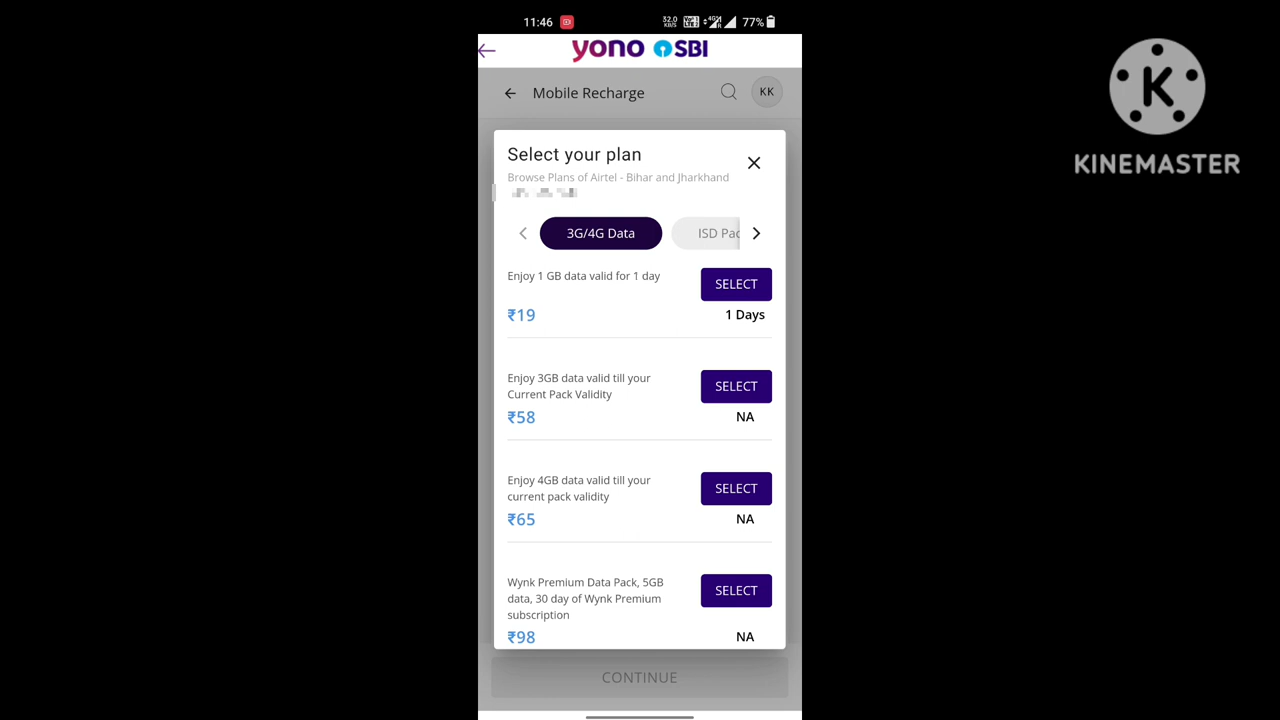 11:46
32.0 KB/S
4G
77%
yono SBI
Mobile Recharge
KK
Select your plan
Browse Plans of Airtel - Bihar and Jharkhand
3G/4G Data
ISD Pac
Enjoy 1 GB data valid for 1 day
SELECT
₹19
1 Days
Enjoy 3GB data valid till your
Current Pack Validity
SELECT
₹58
NA
Enjoy 4GB data valid till your
current pack validity
SELECT
₹65
NA
Wynk Premium Data Pack, 5GB
data, 30 day of Wynk Premium
subscription
SELECT
₹98
NA
CONTINUE
K
KINEMASTER